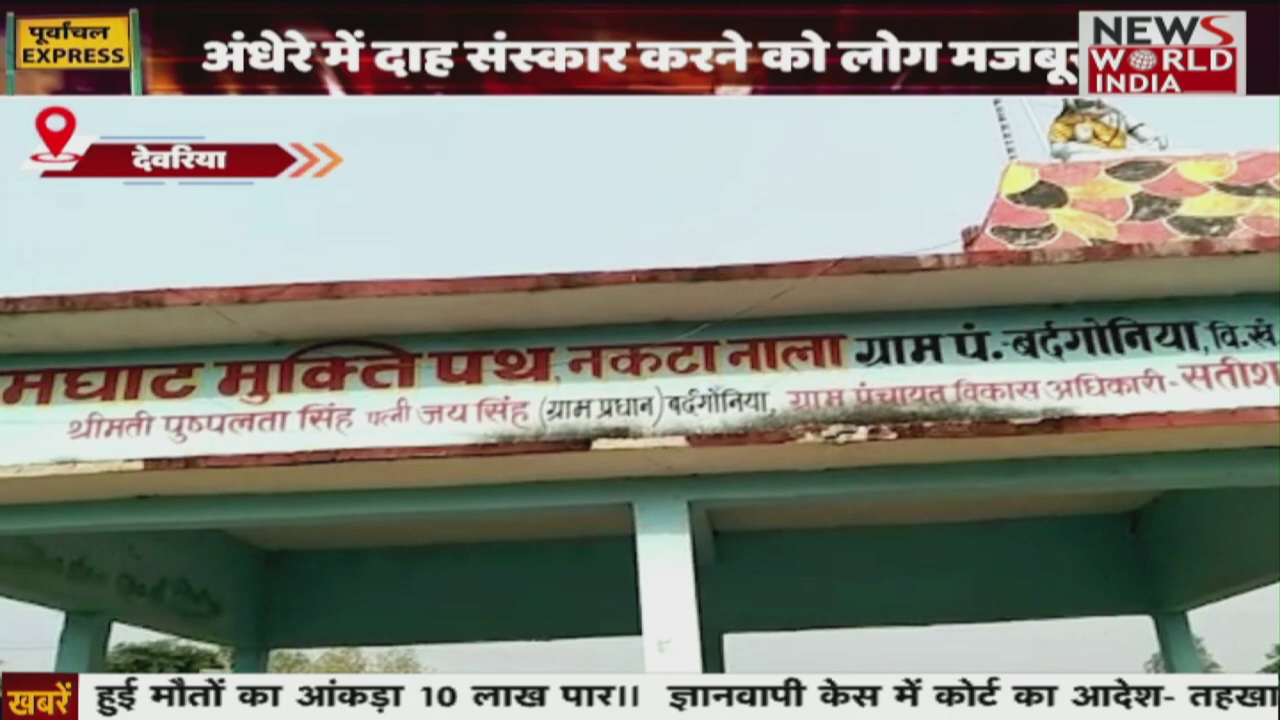 पूर्वांचल
EXPRESS
अंधेरे में दाह संस्कार करने को लोग मजबूर
NEWS
WORLD
INDIA
देवरिया
मघाट मुक्ति पथ, नकटा नाला ग्राम पं.-बर्दगोनिया, वि.खं.
श्रीमती पुष्पलता सिंह पत्नी जय सिंह (ग्राम प्रधान) बर्दगोनिया, ग्राम पंचायत विकास अधिकारी- सतीश
खबरें
हुई मौतों का आंकड़ा 10 लाख पार।। ज्ञानवापी केस में कोर्ट का आदेश- तहखा